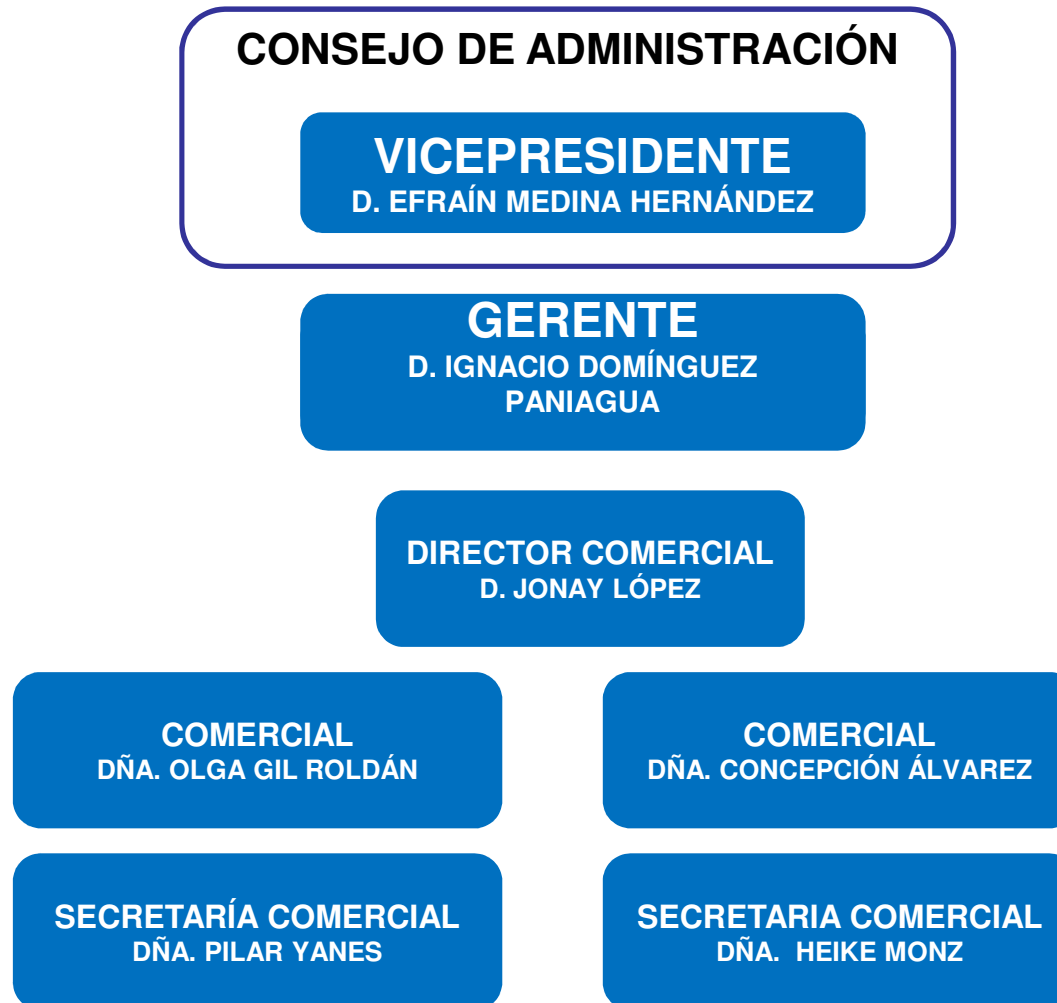 CONSEJO DE ADMINISTRACIÓN
VICEPRESIDENTE
D. EFRAÍN MEDINA HERNÁNDEZ
GERENTE
D. IGNACIO DOMÍNGUEZ
PANIAGUA
DIRECTOR COMERCIAL
D. JONAY LÓPEZ
COMERCIAL
DÑA. OLGA GIL ROLDÁN
COMERCIAL
DÑA. CONCEPCIÓN ÁLVAREZ
SECRETARÍA COMERCIAL
DÑA. PILAR YANES
SECRETARIA COMERCIAL
DÑA. HEIKE MONZ